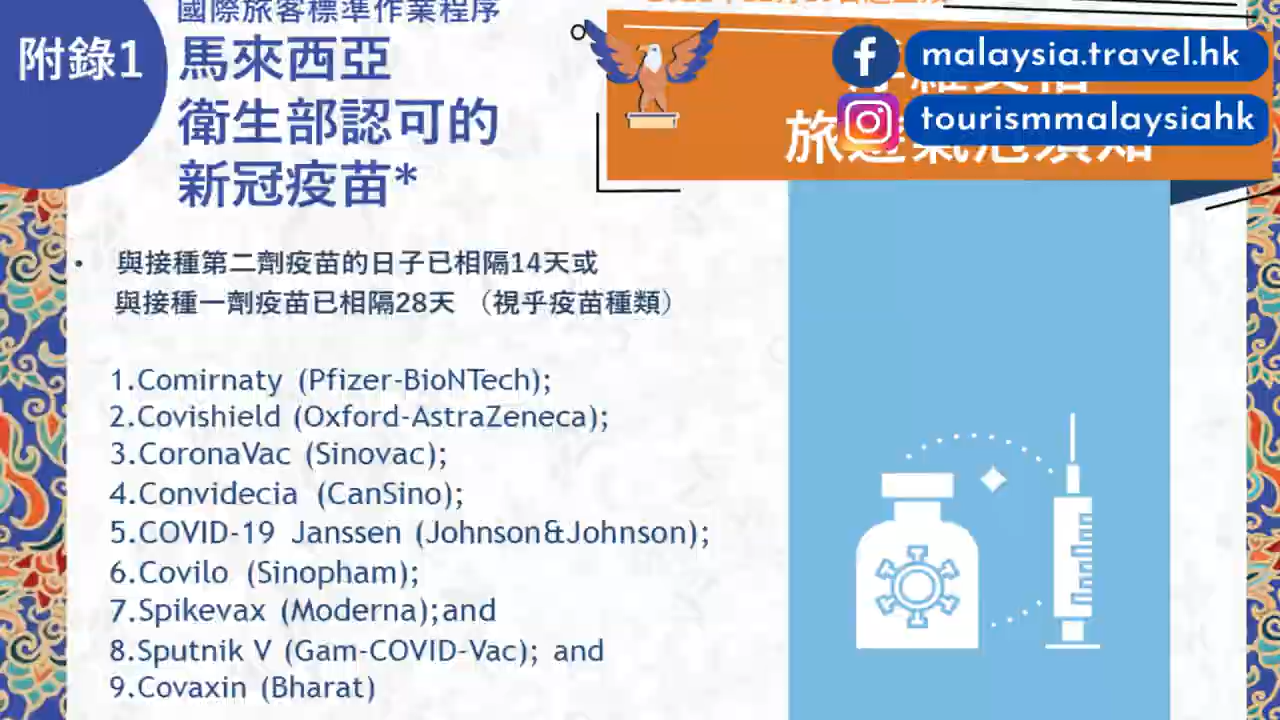 國際旅客標準作業程序
附錄1
馬來西亞
衛生部認可的
新冠疫苗*
malaysia.travel.hk
tourismmalaysiahk
• 與接種第二劑疫苗的日子已相隔14天或
與接種一劑疫苗已相隔28天 （視乎疫苗種類）
1.Comirnaty (Pfizer-BioNTech);
2.Covishield (Oxford-AstraZeneca);
3.CoronaVac (Sinovac);
4.Convidecia (CanSino);
5.COVID-19 Janssen (Johnson&Johnson);
6.Covilo (Sinopham);
7.Spikevax (Moderna);and
8.Sputnik V (Gam-COVID-Vac); and
9.Covaxin (Bharat)